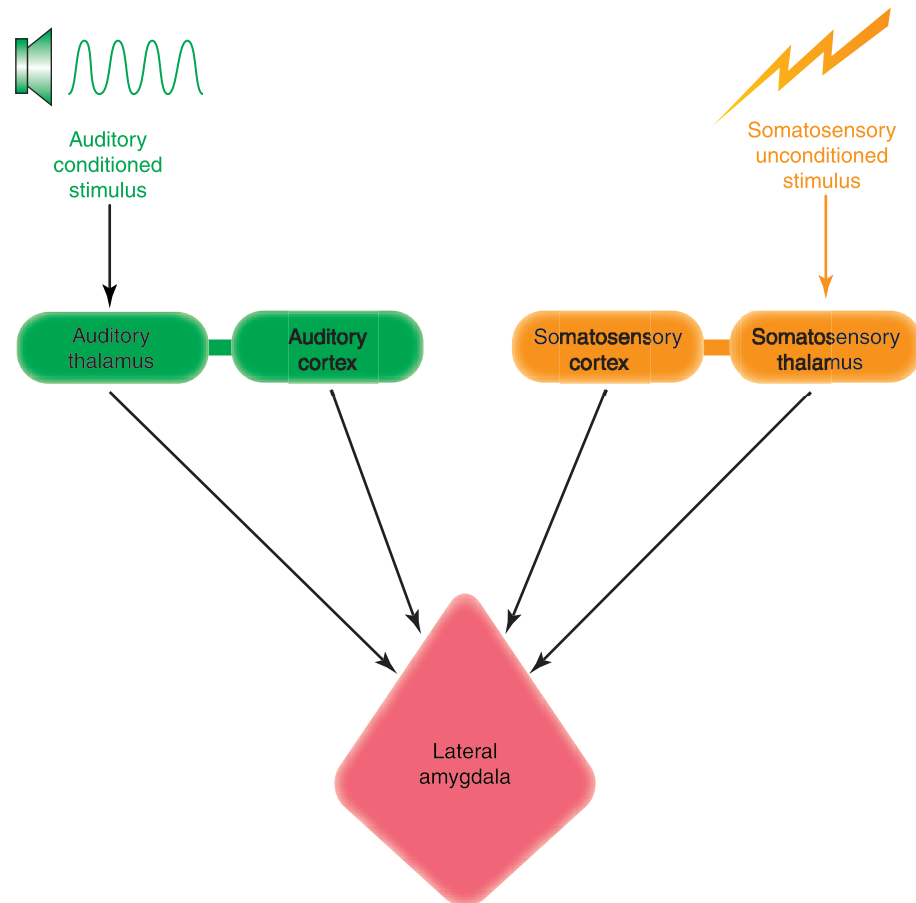 Auditory
conditioned
stimulus
Somatosensory
unconditioned
stimulus
Auditory
thalamus
Auditory
cortex
Somatosensory
cortex
Somatosensory
thalamus
Lateral
amygdala